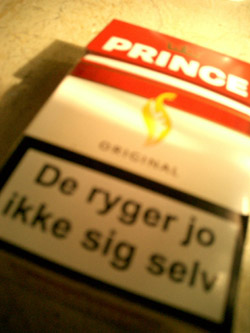 PRINCE
ORIGINAL
De ryger jo
ikke sig selv